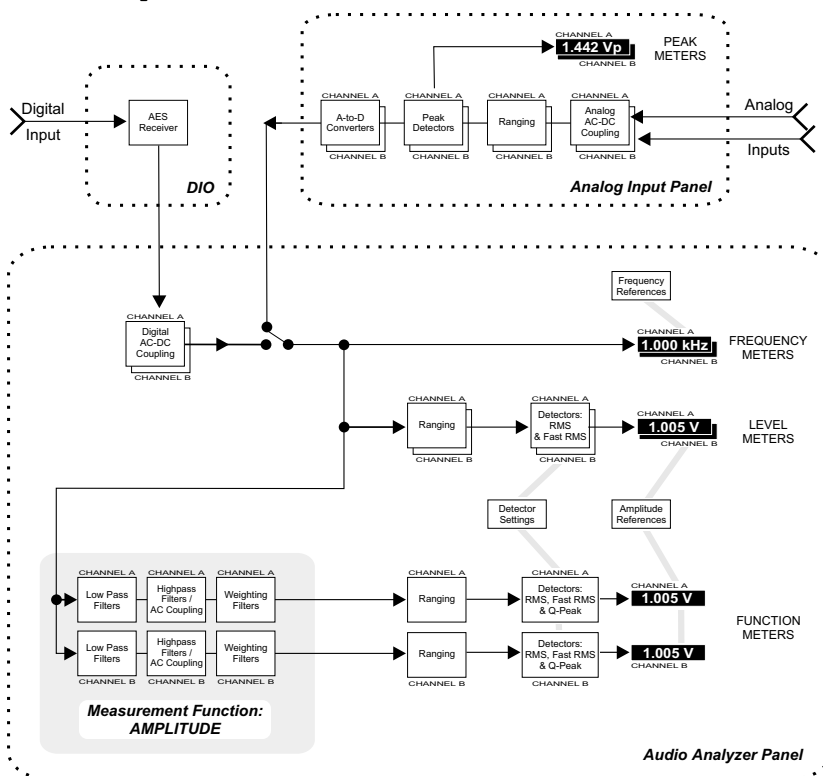 CHANNEL A
1.442 Vp
CHANNEL B
PEAK
METERS
Digital
Input
AES
Receiver
DIO
CHANNEL A
A-to-D
Converters
CHANNEL B
CHANNEL A
Peak
Detectors
CHANNEL B
CHANNEL A
Ranging
CHANNEL B
CHANNEL A
Analog
AC-DC
Coupling
CHANNEL B
Analog
Inputs
Analog Input Panel
Frequency
References
CHANNEL A
Digital
AC-DC
Coupling
CHANNEL B
CHANNEL A
1.000 kHz
CHANNEL B
FREQUENCY
METERS
CHANNEL A
Ranging
CHANNEL B
CHANNEL A
Detectors:
RMS
& Fast RMS
CHANNEL B
CHANNEL A
1.005 V
CHANNEL B
LEVEL
METERS
Detector
Settings
Amplitude
References
CHANNEL A
Low Pass
Filters
CHANNEL A
Highpass
Filters /
AC Coupling
CHANNEL A
Weighting
Filters
CHANNEL A
Ranging
CHANNEL A
Detectors:
RMS, Fast RMS
& Q-Peak
CHANNEL A
1.005 V
FUNCTION
METERS
Low Pass
Filters
CHANNEL B
Highpass
Filters /
AC Coupling
CHANNEL B
Weighting
Filters
CHANNEL B
Ranging
CHANNEL B
Detectors:
RMS, Fast RMS
& Q-Peak
CHANNEL B
1.005 V
CHANNEL B
Measurement Function:
AMPLITUDE
Audio Analyzer Panel